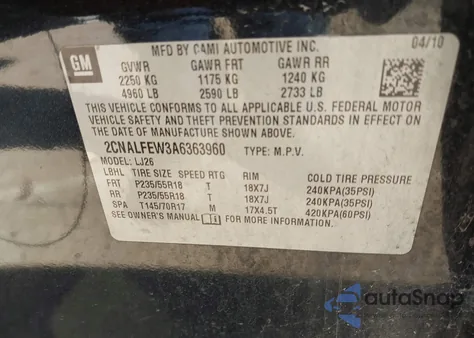 GM
MFD BY CAMI AUTOMOTIVE INC. 04/10
GVWR GAWR FRT GAWR RR
2250 KG 1175 KG 1240 KG
4960 LB 2590 LB 2733 LB
THIS VEHICLE CONFORMS TO ALL APPLICABLE U.S. FEDERAL MOTOR
VEHICLE SAFETY AND THEFT PREVENTION STANDARDS IN EFFECT ON
THE DATE OF MANUFACTURE SHOWN ABOVE.
2CNALFEW3A6363960 TYPE: M.P.V.
MODEL: LJ26
LBHL TIRE SIZE SPEED RTG RIM COLD TIRE PRESSURE
FRT P235/55R18 T 18X7J 240KPA(35PSI)
RR P235/55R18 T 18X7J 240KPA(35PSI)
SPA T145/70R17 M 17X4.5T 420KPA(60PSI)
SEE OWNER'S MANUAL
autoSnap
www.autosnap.com